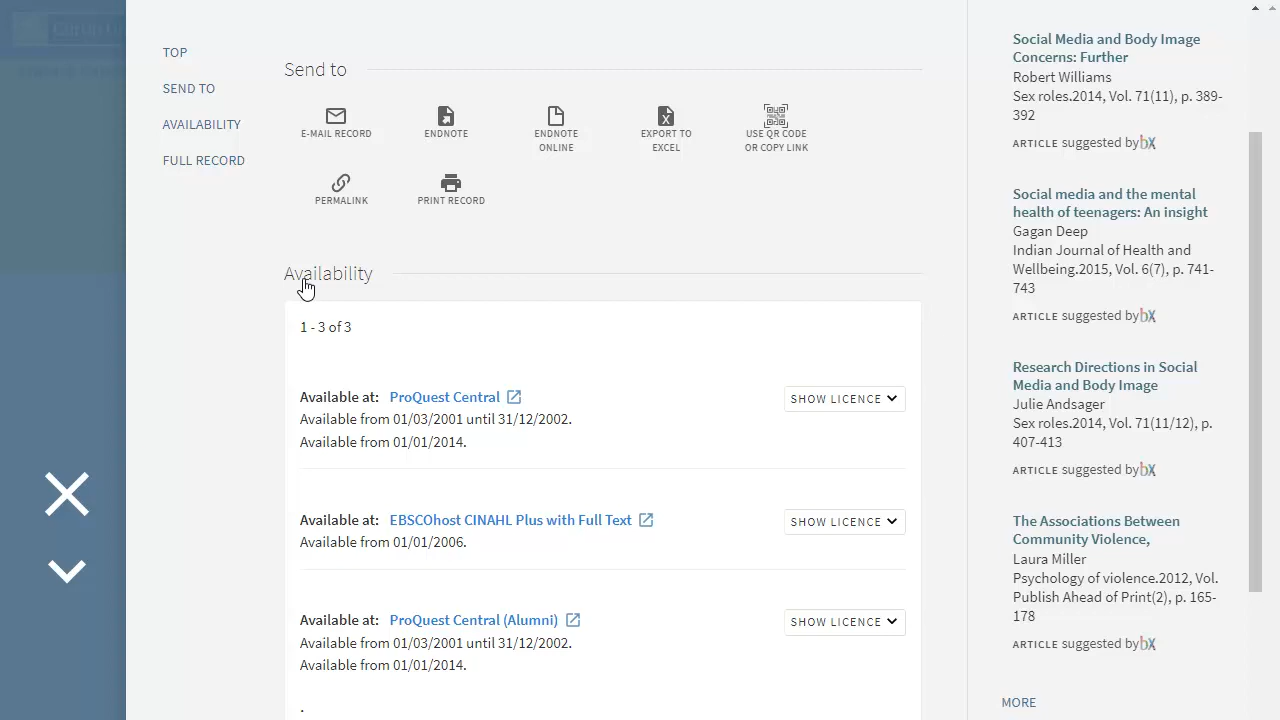 TOP
SEND TO
AVAILABILITY
FULL RECORD
Send to
E-MAIL RECORD
ENDNOTE
ENDNOTE
ONLINE
EXPORT TO
EXCEL
USE QR CODE
OR COPY LINK
PERMALINK
PRINT RECORD
Availability
1 - 3 of 3
Available at: ProQuest Central
SHOW LICENCE
Available from 01/03/2001 until 31/12/2002.
Available from 01/01/2014.
Available at: EBSCOhost CINAHL Plus with Full Text
SHOW LICENCE
Available from 01/01/2006.
Available at: ProQuest Central (Alumni)
SHOW LICENCE
Available from 01/03/2001 until 31/12/2002.
Available from 01/01/2014.
.
Social Media and Body Image
Concerns: Further
Robert Williams
Sex roles.2014, Vol. 71(11), p. 389-
392
ARTICLE suggested by bX
Social media and the mental
health of teenagers: An insight
Gagan Deep
Indian Journal of Health and
Wellbeing.2015, Vol. 6(7), p. 741-
743
ARTICLE suggested by bX
Research Directions in Social
Media and Body Image
Julie Andsager
Sex roles.2014, Vol. 71(11/12), p.
407-413
ARTICLE suggested by bX
The Associations Between
Community Violence,
Laura Miller
Psychology of violence.2012, Vol.
Publish Ahead of Print(2), p. 165-
178
ARTICLE suggested by bX
MORE